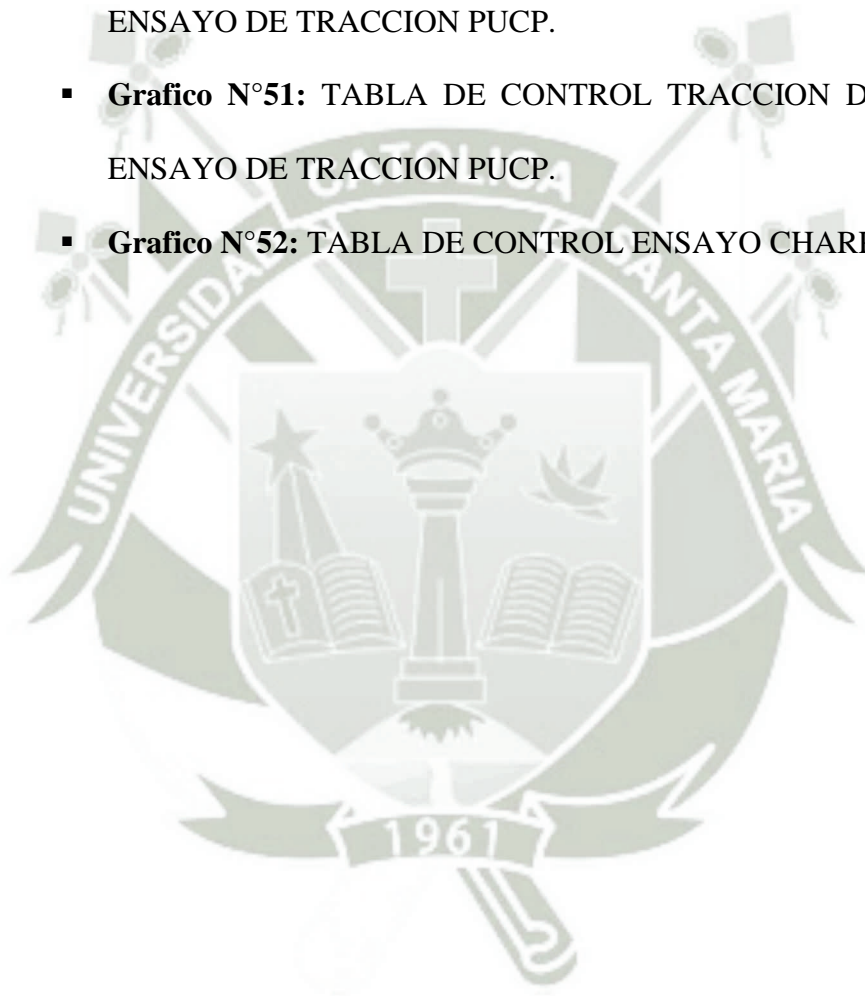 ENSAYO DE TRACCION PUCP.
▪ Grafico N°51: TABLA DE CONTROL TRACCION
ENSAYO DE TRACCION PUCP.
▪ Grafico N°52: TABLA DE CONTROL ENSAYO
UNIVERSIDAD CATOLICA SANTA MARIA
1961